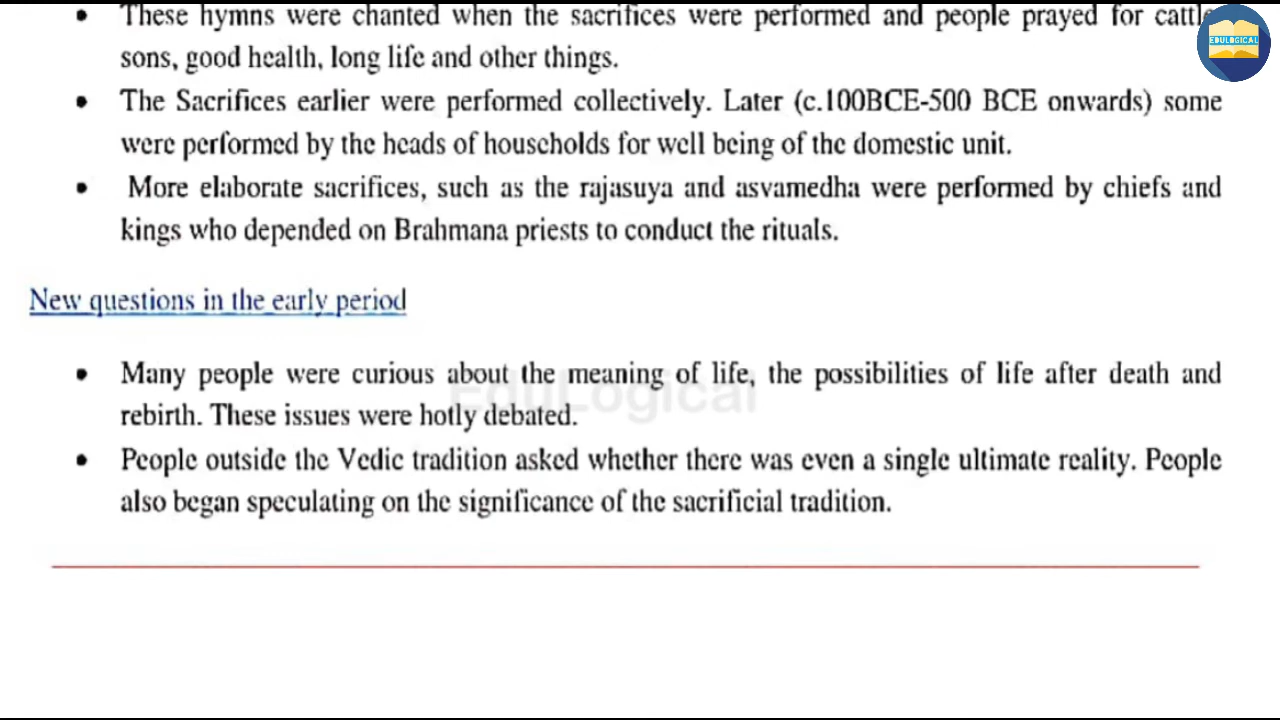 • These hymns were chanted when the sacrifices were performed and people prayed for cattle,
sons, good health, long life and other things.
• The Sacrifices earlier were performed collectively. Later (c.100BCE-500 BCE onwards) some
were performed by the heads of households for well being of the domestic unit.
• More elaborate sacrifices, such as the rajasuya and asvamedha were performed by chiefs and
kings who depended on Brahmana priests to conduct the rituals.
New questions in the early period
• Many people were curious about the meaning of life, the possibilities of life after death and
rebirth. These issues were hotly debated.
• People outside the Vedic tradition asked whether there was even a single ultimate reality. People
also began speculating on the significance of the sacrificial tradition.
EduLogical
EDULOGICAL